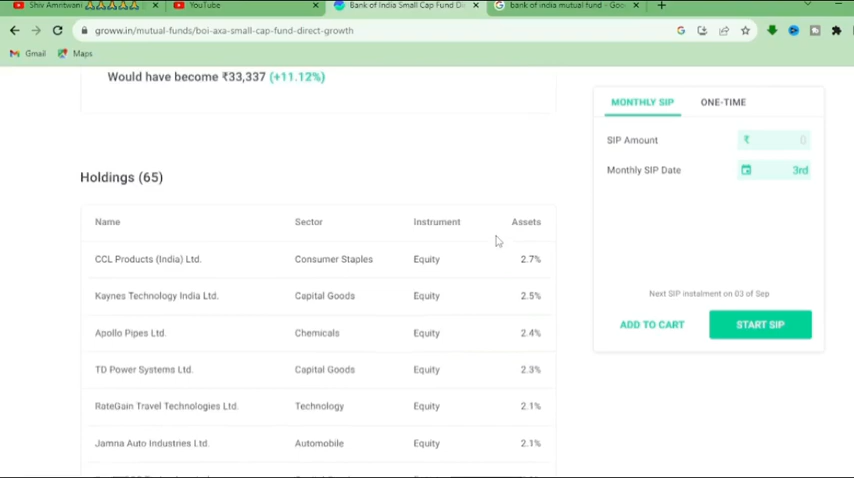 Shiv Amritwani
YouTube
Bank of India Small Cap Fund Di
bank of india mutual fund - Goo
groww.in/mutual-funds/boi-axa-small-cap-fund-direct-growth
Gmail
Maps
Would have become ₹33,337 (+11.12%)
MONTHLY SIP ONE-TIME
SIP Amount ₹ 0
Monthly SIP Date 3rd
Next SIP instalment on 03 of Sep
ADD TO CART START SIP
Holdings (65)
Name Sector Instrument Assets
CCL Products (India) Ltd. Consumer Staples Equity 2.7%
Kaynes Technology India Ltd. Capital Goods Equity 2.5%
Apollo Pipes Ltd. Chemicals Equity 2.4%
TD Power Systems Ltd. Capital Goods Equity 2.3%
RateGain Travel Technologies Ltd. Technology Equity 2.1%
Jamna Auto Industries Ltd. Automobile Equity 2.1%